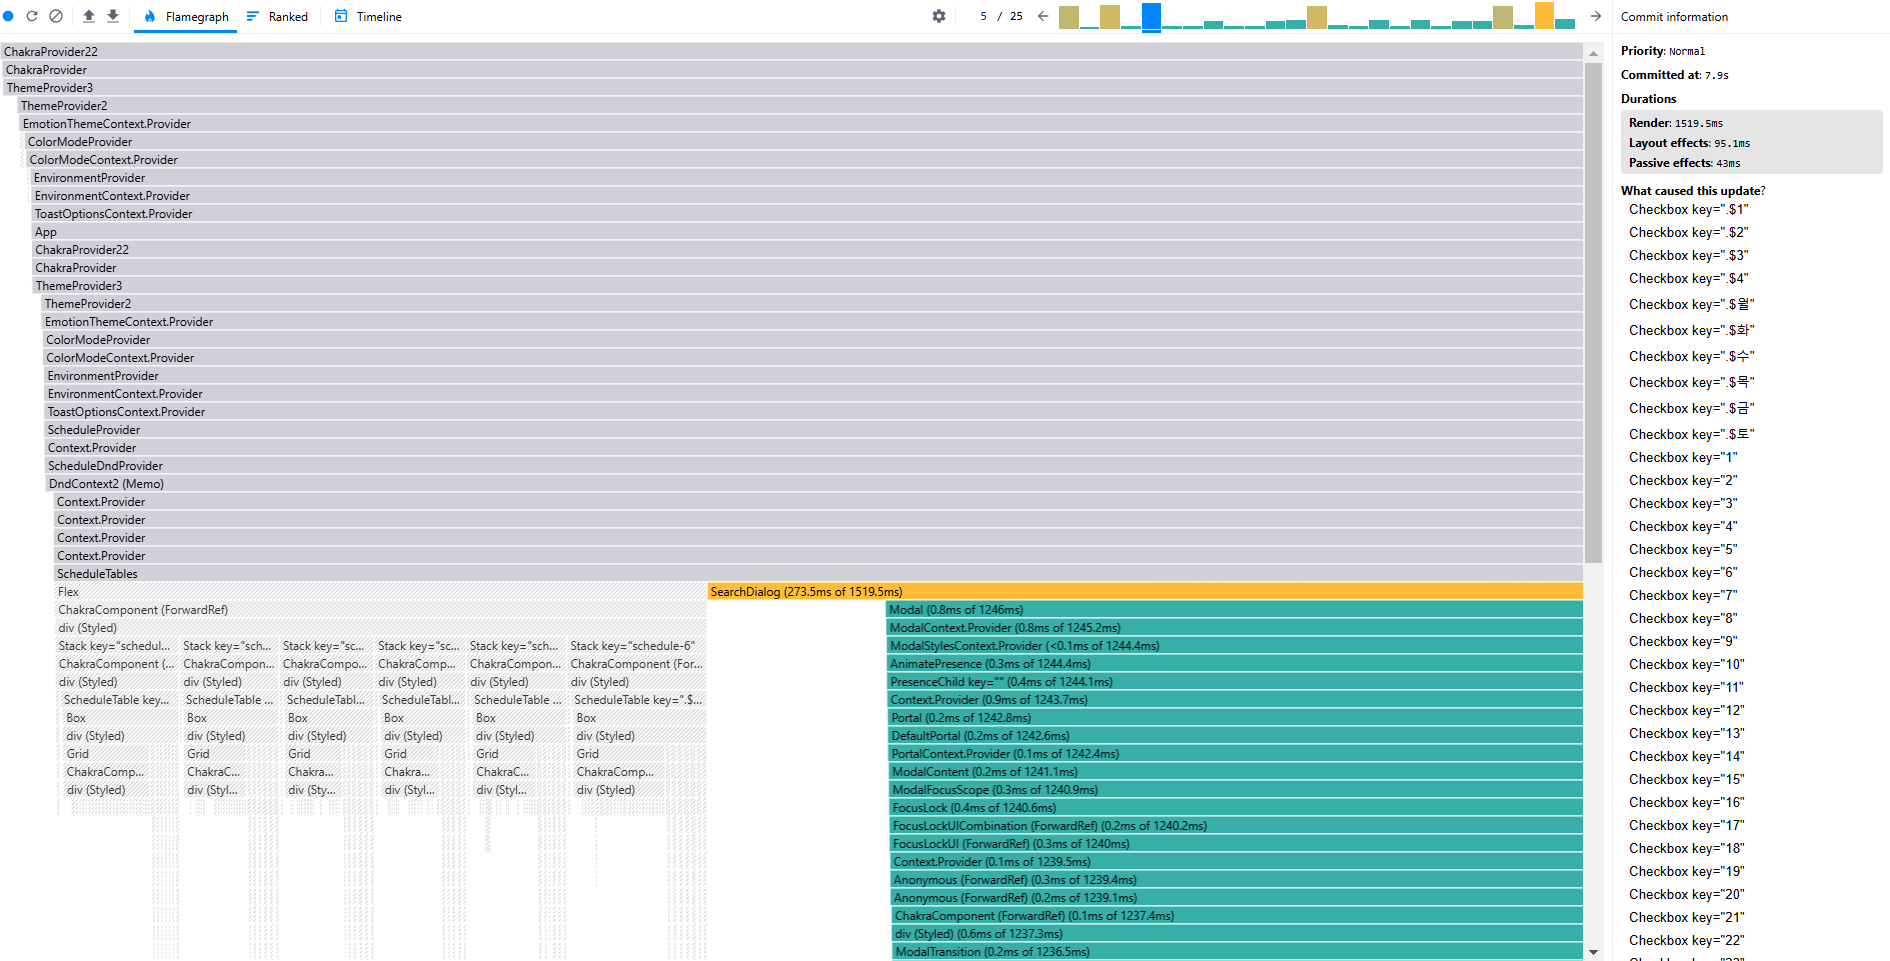 Flamegraph Ranked Timeline 5 / 25 Commit information
ChakraProvider22
ChakraProvider
ThemeProvider3
ThemeProvider2
EmotionThemeContext.Provider
ColorModeProvider
ColorModeContext.Provider
EnvironmentProvider
EnvironmentContext.Provider
ToastOptionsContext.Provider
App
ChakraProvider22
ChakraProvider
ThemeProvider3
ThemeProvider2
EmotionThemeContext.Provider
ColorModeProvider
ColorModeContext.Provider
EnvironmentProvider
EnvironmentContext.Provider
ToastOptionsContext.Provider
ScheduleProvider
Context.Provider
ScheduleDndProvider
DndContext2 (Memo)
Context.Provider
Context.Provider
Context.Provider
Context.Provider
ScheduleTables
Flex
ChakraComponent (ForwardRef)
div (Styled)
Stack key="schedul... Stack key="sch... Stack key="sc... Stack key="sc... Stack key="sch... Stack key="schedule-6"
ChakraComponent (... ChakraCompon... ChakraCompo... ChakraComp... ChakraCompon... ChakraComponent (For...
div (Styled) div (Styled) div (Styled) div (Styled) div (Styled) div (Styled)
ScheduleTable key... ScheduleTable ... ScheduleTabl... ScheduleTabl... ScheduleTable ... ScheduleTable key=".$...
Box Box Box Box Box Box
div (Styled) div (Styled) div (Styled) div (Styled) div (Styled) div (Styled)
Grid Grid Grid Grid Grid Grid
ChakraComp... ChakraC... Chakra... Chakra... ChakraC... ChakraComp...
div (Styled) div (Styl... div (Sty... div (Sty... div (Styl... div (Styled)
SearchDialog (273.5ms of 1519.5ms)
Modal (0.8ms of 1246ms)
ModalContext.Provider (0.8ms of 1245.2ms)
ModalStylesContext.Provider (<0.1ms of 1244.4ms)
AnimatePresence (0.3ms of 1244.4ms)
PresenceChild key="" (0.4ms of 1244.1ms)
Context.Provider (0.9ms of 1243.7ms)
Portal (0.2ms of 1242.8ms)
DefaultPortal (0.2ms of 1242.6ms)
PortalContext.Provider (0.1ms of 1242.4ms)
ModalContent (0.2ms of 1241.1ms)
ModalFocusScope (0.3ms of 1240.9ms)
FocusLock (0.4ms of 1240.6ms)
FocusLockUICombination (ForwardRef) (0.2ms of 1240.2ms)
FocusLockUI (ForwardRef) (0.3ms of 1240ms)
Context.Provider (0.1ms of 1239.5ms)
Anonymous (ForwardRef) (0.3ms of 1239.4ms)
Anonymous (ForwardRef) (0.2ms of 1239.1ms)
ChakraComponent (ForwardRef) (0.1ms of 1237.4ms)
div (Styled) (0.6ms of 1237.3ms)
ModalTransition (0.2ms of 1236.5ms)
Priority: Normal
Committed at: 7.9s
Durations
Render: 1519.5ms
Layout effects: 95.1ms
Passive effects: 43ms
What caused this update?
Checkbox key=".$1"
Checkbox key=".$2"
Checkbox key=".$3"
Checkbox key=".$4"
Checkbox key=".$월"
Checkbox key=".$화"
Checkbox key=".$수"
Checkbox key=".$목"
Checkbox key=".$금"
Checkbox key=".$토"
Checkbox key="1"
Checkbox key="2"
Checkbox key="3"
Checkbox key="4"
Checkbox key="5"
Checkbox key="6"
Checkbox key="7"
Checkbox key="8"
Checkbox key="9"
Checkbox key="10"
Checkbox key="11"
Checkbox key="12"
Checkbox key="13"
Checkbox key="14"
Checkbox key="15"
Checkbox key="16"
Checkbox key="17"
Checkbox key="18"
Checkbox key="19"
Checkbox key="20"
Checkbox key="21"
Checkbox key="22"